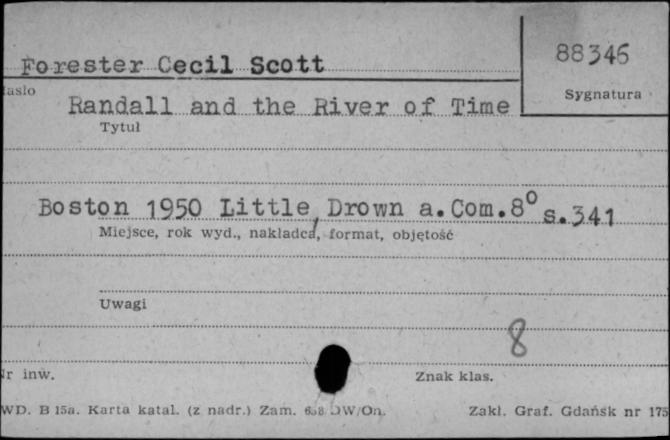 Forester Cecil Scott
88346
Sygnatura
Randall and the River of Time
Tytuł
Boston 1950 Little, Drown a. Com. 8° s. 341
Miejsce, rok wyd., nakładca, format, objętość
Uwagi
8
Nr inw.
Znak klas.
WD. B 15a. Karta katal. (z nadr.) Zam. DW/On.
Zakł. Graf. Gdańsk nr 175